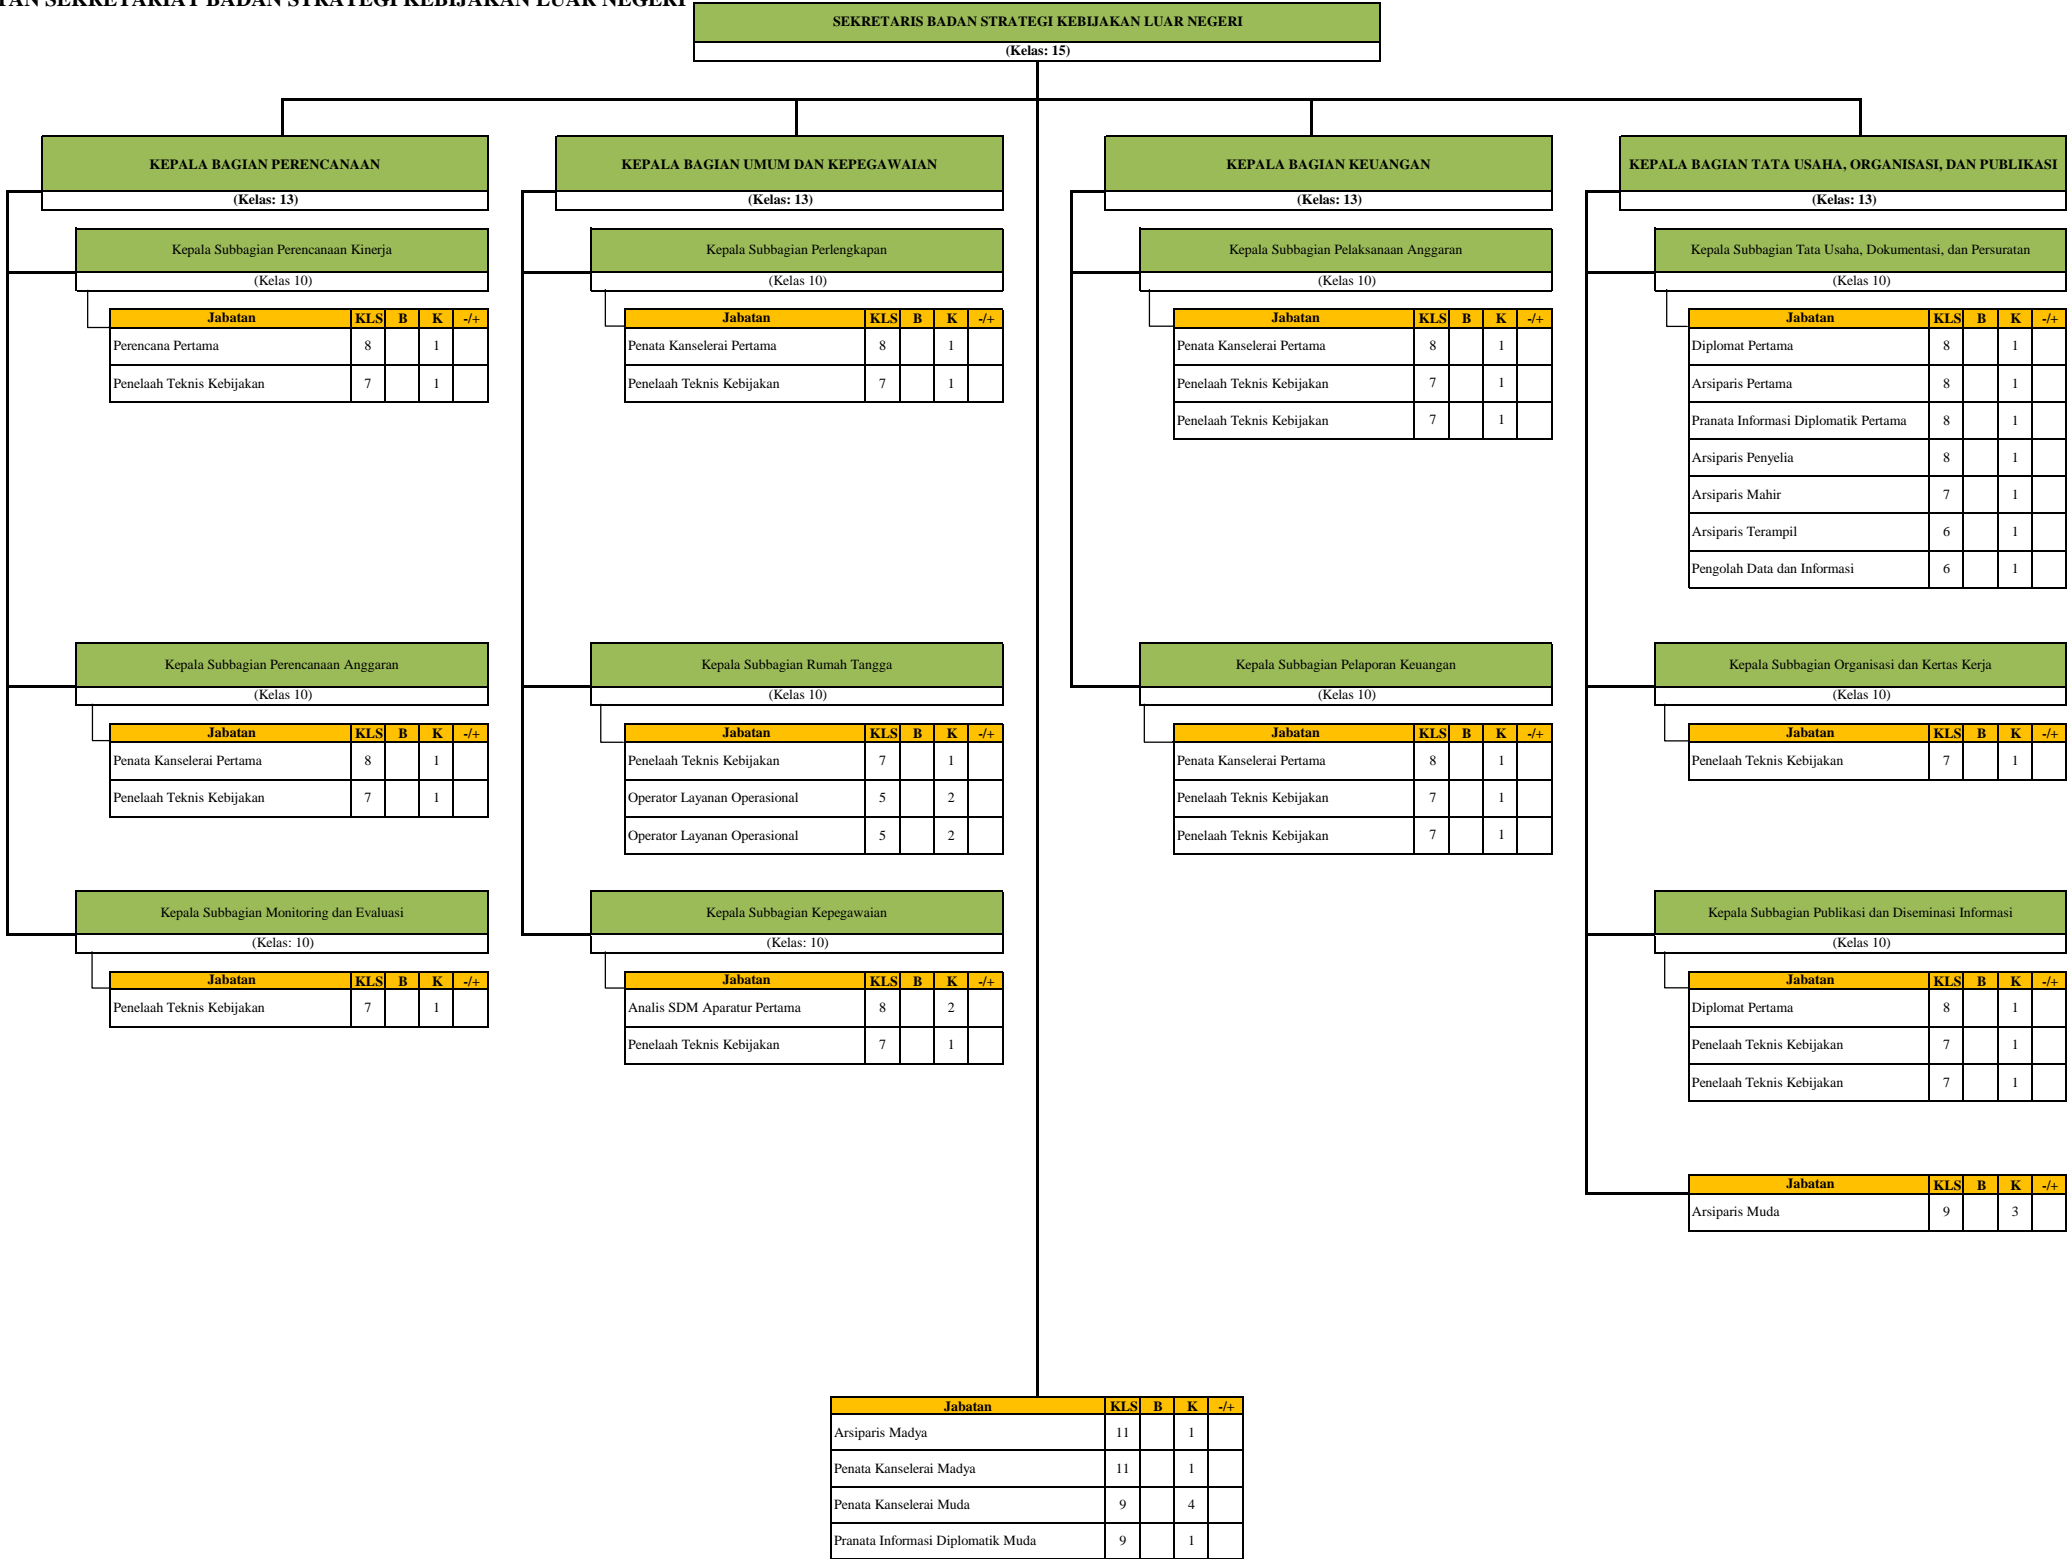 SEKRETARIAT BADAN STRATEGI KEBIJAKAN LUAR NEGERI
SEKRETARIS BADAN STRATEGI KEBIJAKAN LUAR NEGERI
(Kelas: 15)
KEPALA BAGIAN PERENCANAAN
(Kelas: 13)
Kepala Subbagian Perencanaan Kinerja
(Kelas 10)
Jabatan KLS B K -/+
Perencana Pertama 8 1
Penelaah Teknis Kebijakan 7 1
Kepala Subbagian Perencanaan Anggaran
(Kelas 10)
Jabatan KLS B K -/+
Penata Kanselerai Pertama 8 1
Penelaah Teknis Kebijakan 7 1
Kepala Subbagian Monitoring dan Evaluasi
(Kelas: 10)
Jabatan KLS B K -/+
Penelaah Teknis Kebijakan 7 1
KEPALA BAGIAN UMUM DAN KEPEGAWAIAN
(Kelas: 13)
Kepala Subbagian Perlengkapan
(Kelas 10)
Jabatan KLS B K -/+
Penata Kanselerai Pertama 8 1
Penelaah Teknis Kebijakan 7 1
Kepala Subbagian Rumah Tangga
(Kelas 10)
Jabatan KLS B K -/+
Penelaah Teknis Kebijakan 7 1
Operator Layanan Operasional 5 2
Operator Layanan Operasional 5 2
Kepala Subbagian Kepegawaian
(Kelas: 10)
Jabatan KLS B K -/+
Analis SDM Aparatur Pertama 8 2
Penelaah Teknis Kebijakan 7 1
KEPALA BAGIAN KEUANGAN
(Kelas: 13)
Kepala Subbagian Pelaksanaan Anggaran
(Kelas 10)
Jabatan KLS B K -/+
Penata Kanselerai Pertama 8 1
Penelaah Teknis Kebijakan 7 1
Penelaah Teknis Kebijakan 7 1
Kepala Subbagian Pelaporan Keuangan
(Kelas 10)
Jabatan KLS B K -/+
Penata Kanselerai Pertama 8 1
Penelaah Teknis Kebijakan 7 1
Penelaah Teknis Kebijakan 7 1
KEPALA BAGIAN TATA USAHA, ORGANISASI, DAN PUBLIKASI
(Kelas: 13)
Kepala Subbagian Tata Usaha, Dokumentasi, dan Persuratan
(Kelas 10)
Jabatan KLS B K -/+
Diplomat Pertama 8 1
Arsiparis Pertama 8 1
Pranata Informasi Diplomatik Pertama 8 1
Arsiparis Penyelia 8 1
Arsiparis Mahir 7 1
Arsiparis Terampil 6 1
Pengolah Data dan Informasi 6 1
Kepala Subbagian Organisasi dan Kertas Kerja
(Kelas 10)
Jabatan KLS B K -/+
Penelaah Teknis Kebijakan 7 1
Kepala Subbagian Publikasi dan Diseminasi Informasi
(Kelas 10)
Jabatan KLS B K -/+
Diplomat Pertama 8 1
Penelaah Teknis Kebijakan 7 1
Penelaah Teknis Kebijakan 7 1
Jabatan KLS B K -/+
Arsiparis Muda 9 3
Jabatan KLS B K -/+
Arsiparis Madya 11 1
Penata Kanselerai Madya 11 1
Penata Kanselerai Muda 9 4
Pranata Informasi Diplomatik Muda 9 1